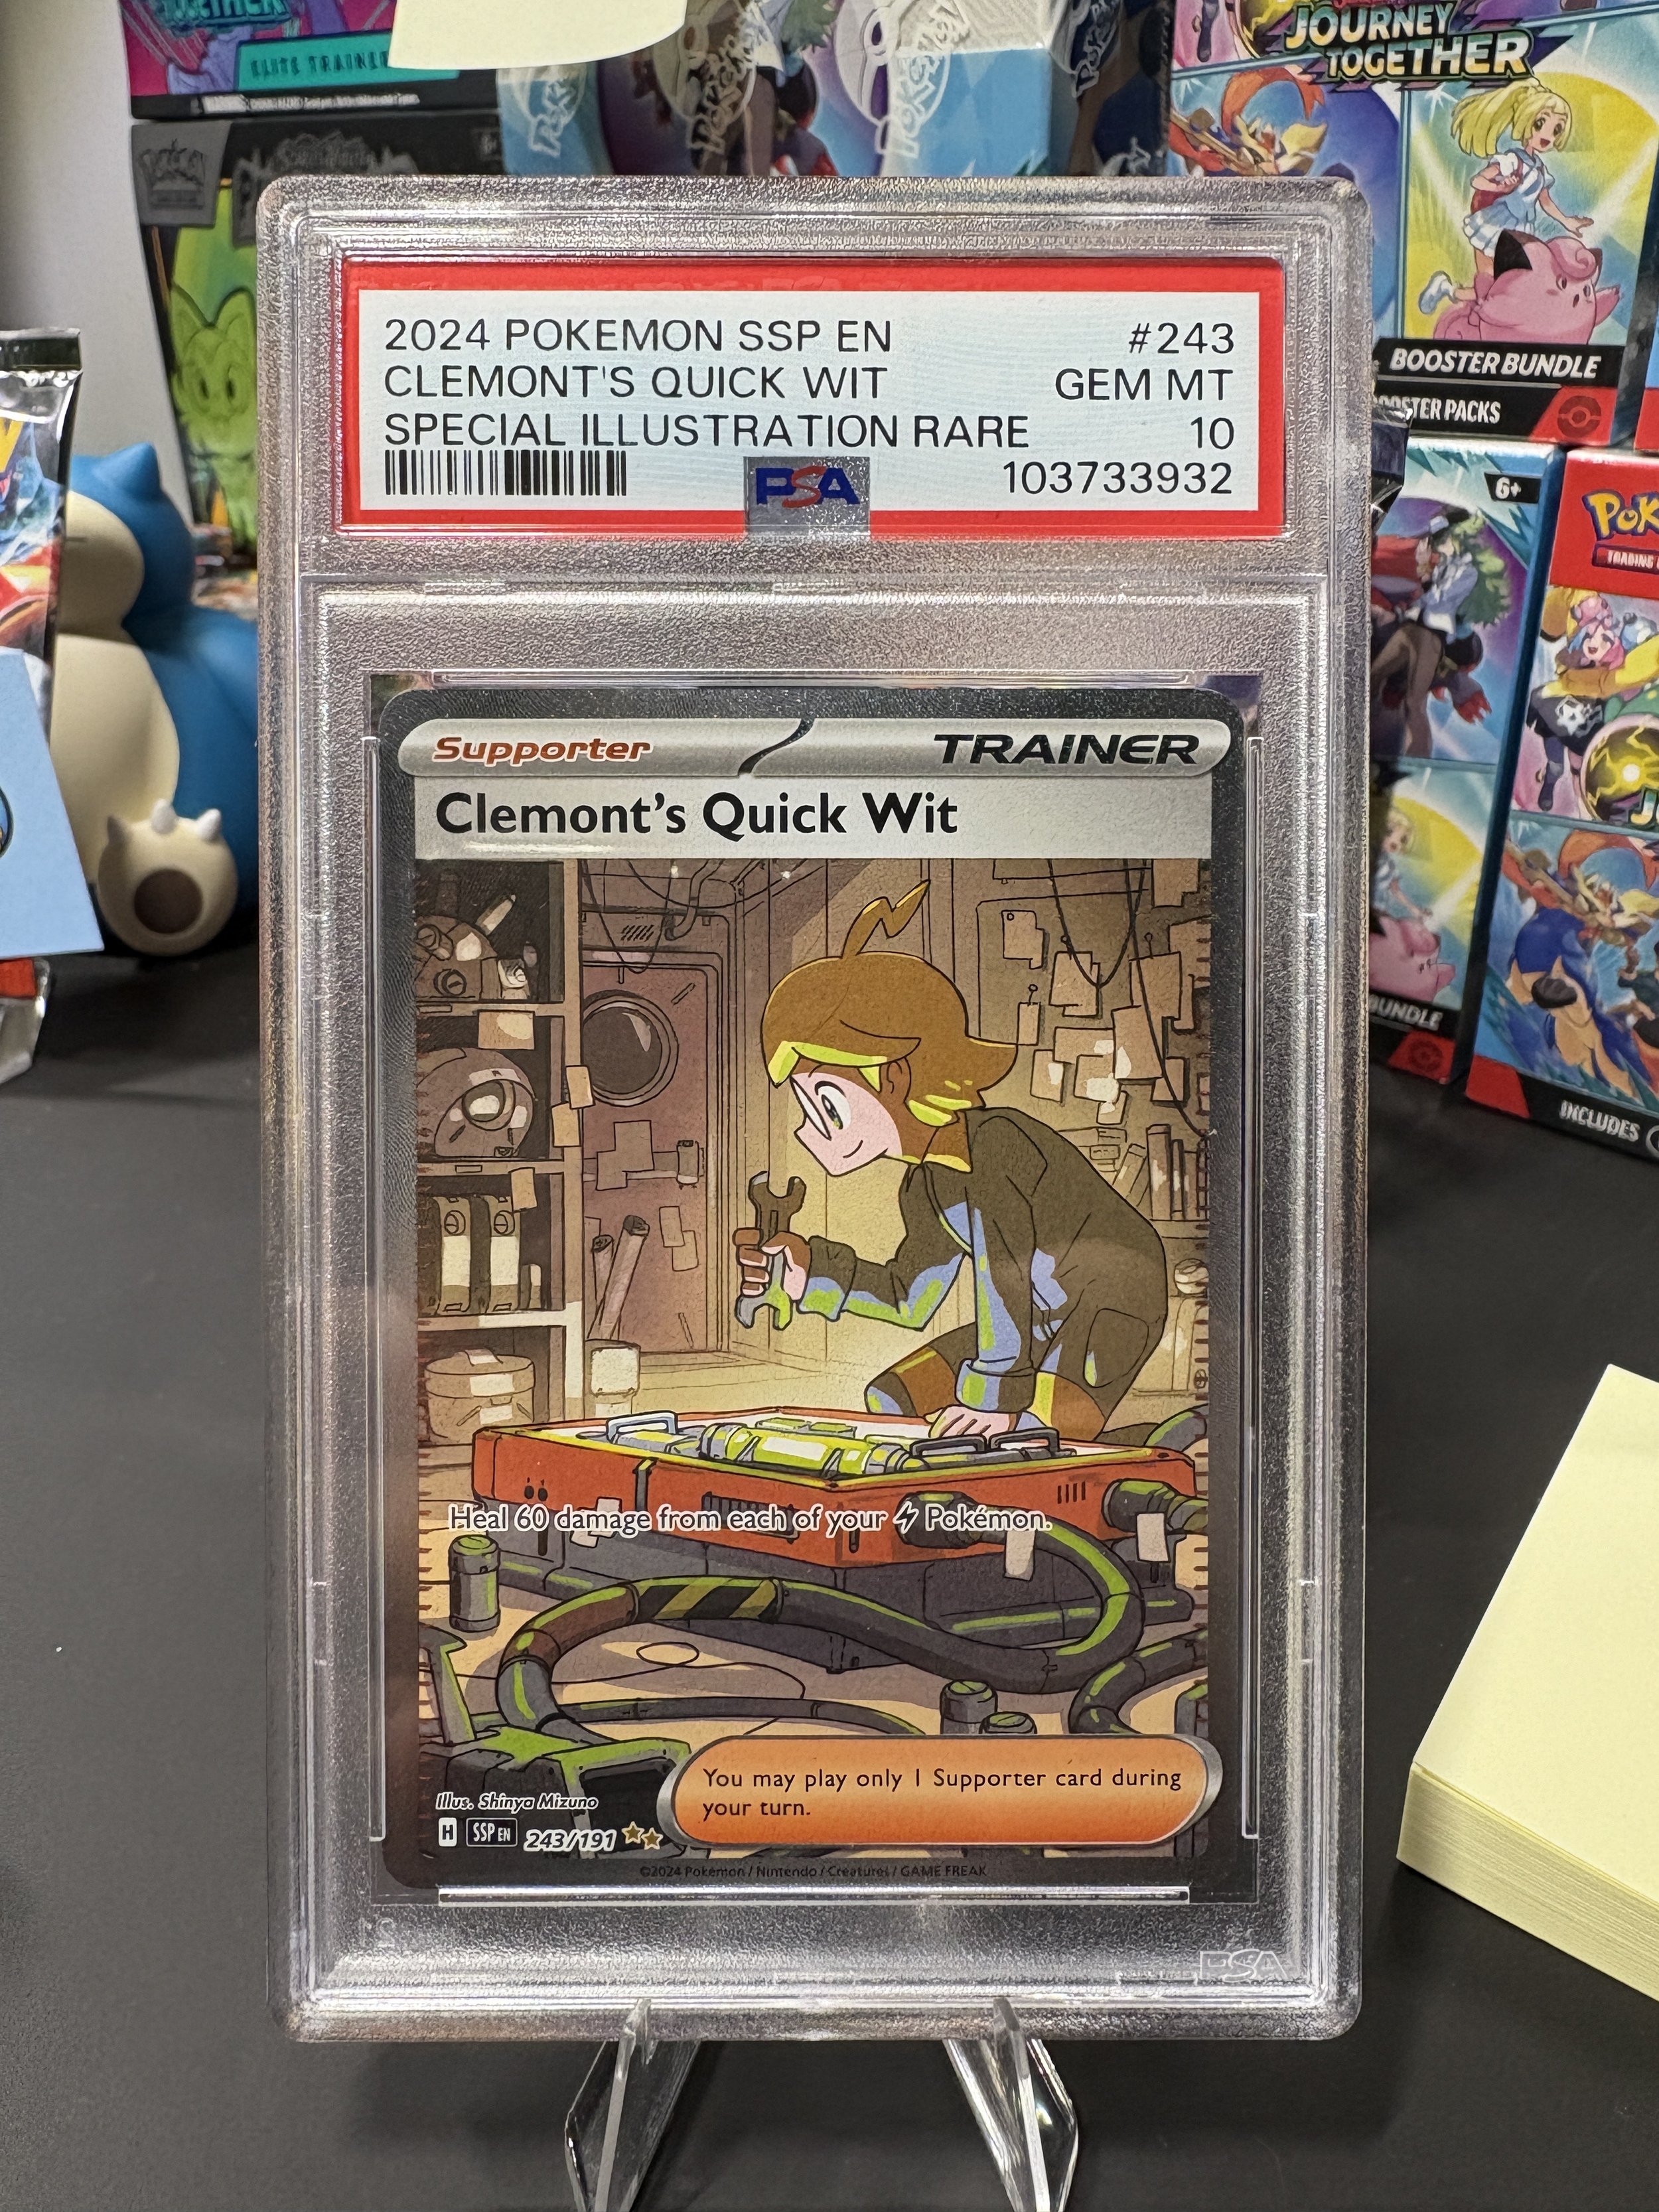 ELITE TRAINER
JOURNEY
TOGETHER
BOOSTER BUNDLE
BOOSTER PACKS
6+
BUNDLE
INCLUDES
2024 POKEMON SSP EN #243
CLEMONT'S QUICK WIT GEM MT
SPECIAL ILLUSTRATION RARE 10
PSA 103733932
Supporter TRAINER
Clemont's Quick Wit
Heal 60 damage from each of your Pokémon.
You may play only 1 Supporter card during
your turn.
Illus. Shinya Mizuno
H SSP EN 243/191
©2024 Pokémon / Nintendo / Creatures / GAME FREAK
PSA